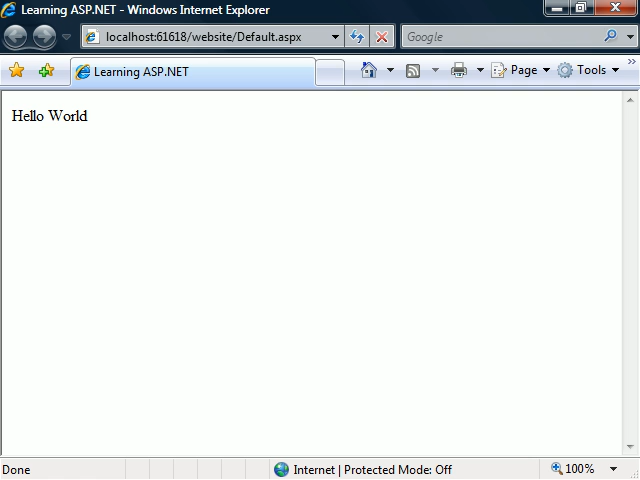 Learning ASP.NET - Windows Internet Explorer
localhost:61618/website/Default.aspx
Google
Learning ASP.NET
Page
Tools
Hello World
Done
Internet | Protected Mode: Off
100%